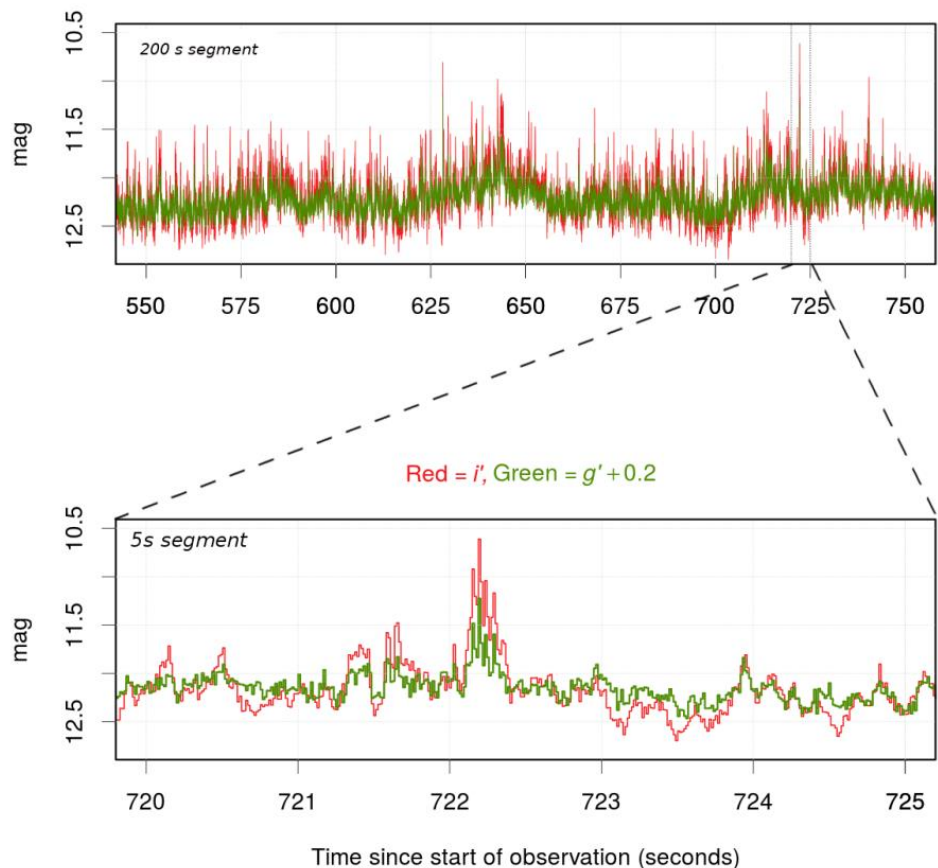 10.5
11.5
12.5
mag
200 s segment
550 575 600 625 650 675 700 725 750
Red = i′, Green = g′ + 0.2
10.5
11.5
12.5
mag
5s segment
720 721 722 723 724 725
Time since start of observation (seconds)